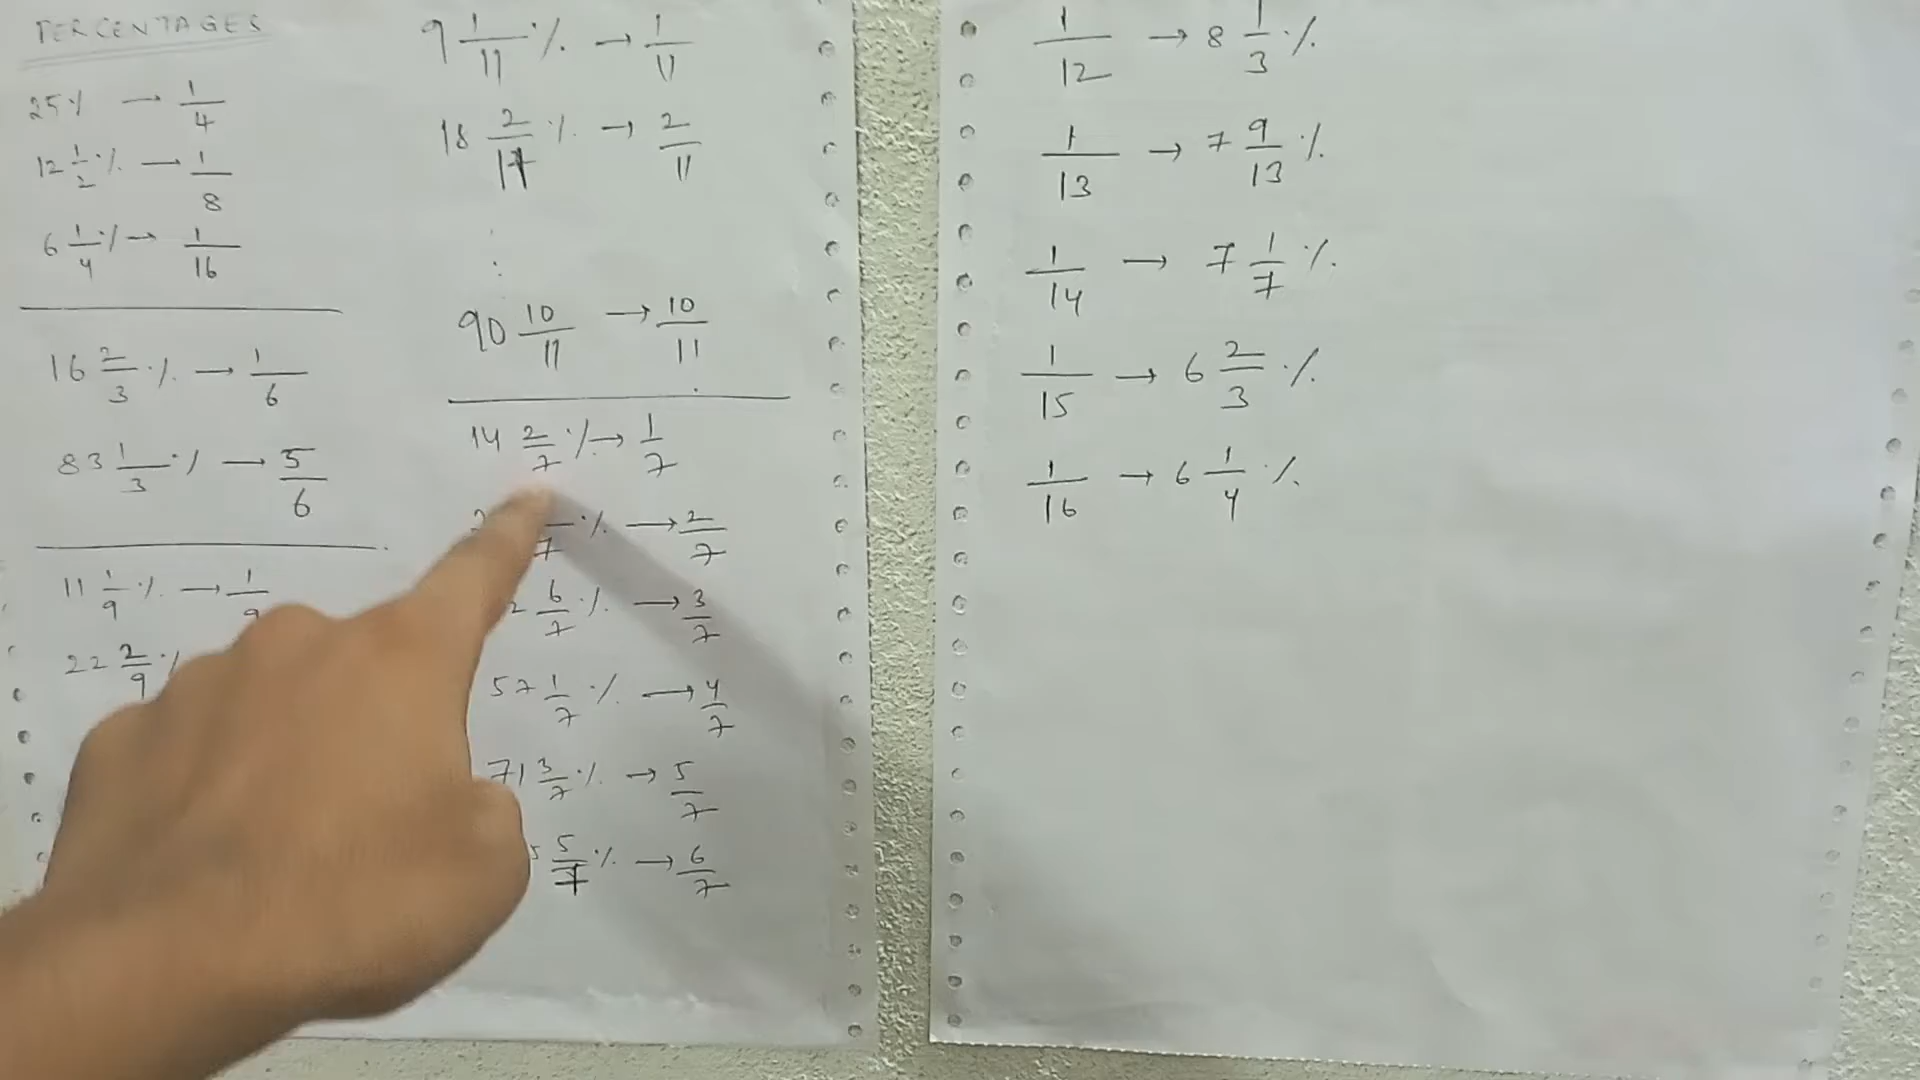 PERCENTAGES
25% → 1/4
12 1/2 % → 1/8
6 1/4 % → 1/16
16 2/3 % → 1/6
83 1/3 % → 5/6
11 1/9 % → 1/9
22 2/9 %
9 1/11 % → 1/11
18 2/11 % → 2/11
:
90 10/11 → 10/11
14 2/7 % → 1/7
/7 % → 2/7
2 6/7 % → 3/7
57 1/7 % → 4/7
71 3/7 % → 5/7
5 5/7 % → 6/7
1/12 → 8 1/3 %
1/13 → 7 9/13 %
1/14 → 7 1/7 %
1/15 → 6 2/3 %
1/16 → 6 1/4 %